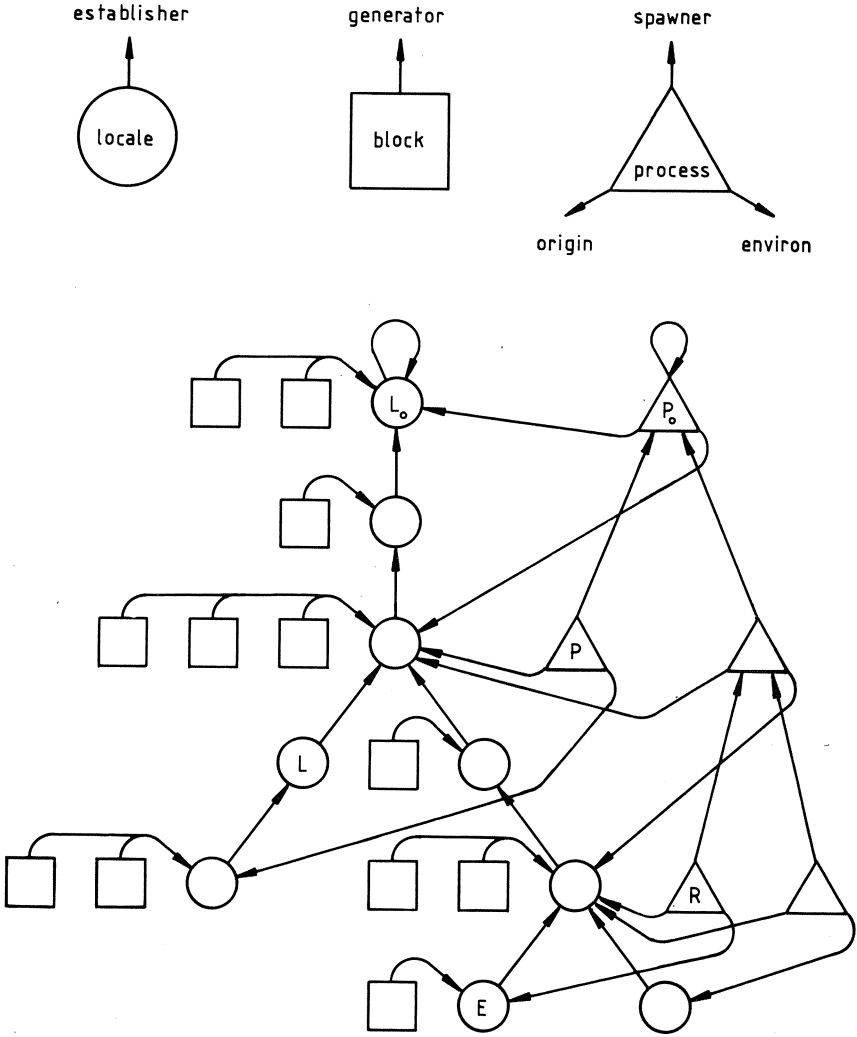 establisher
generator
spawner
locale
block
process
origin
environ
L₀
P₀
P
L
R
E